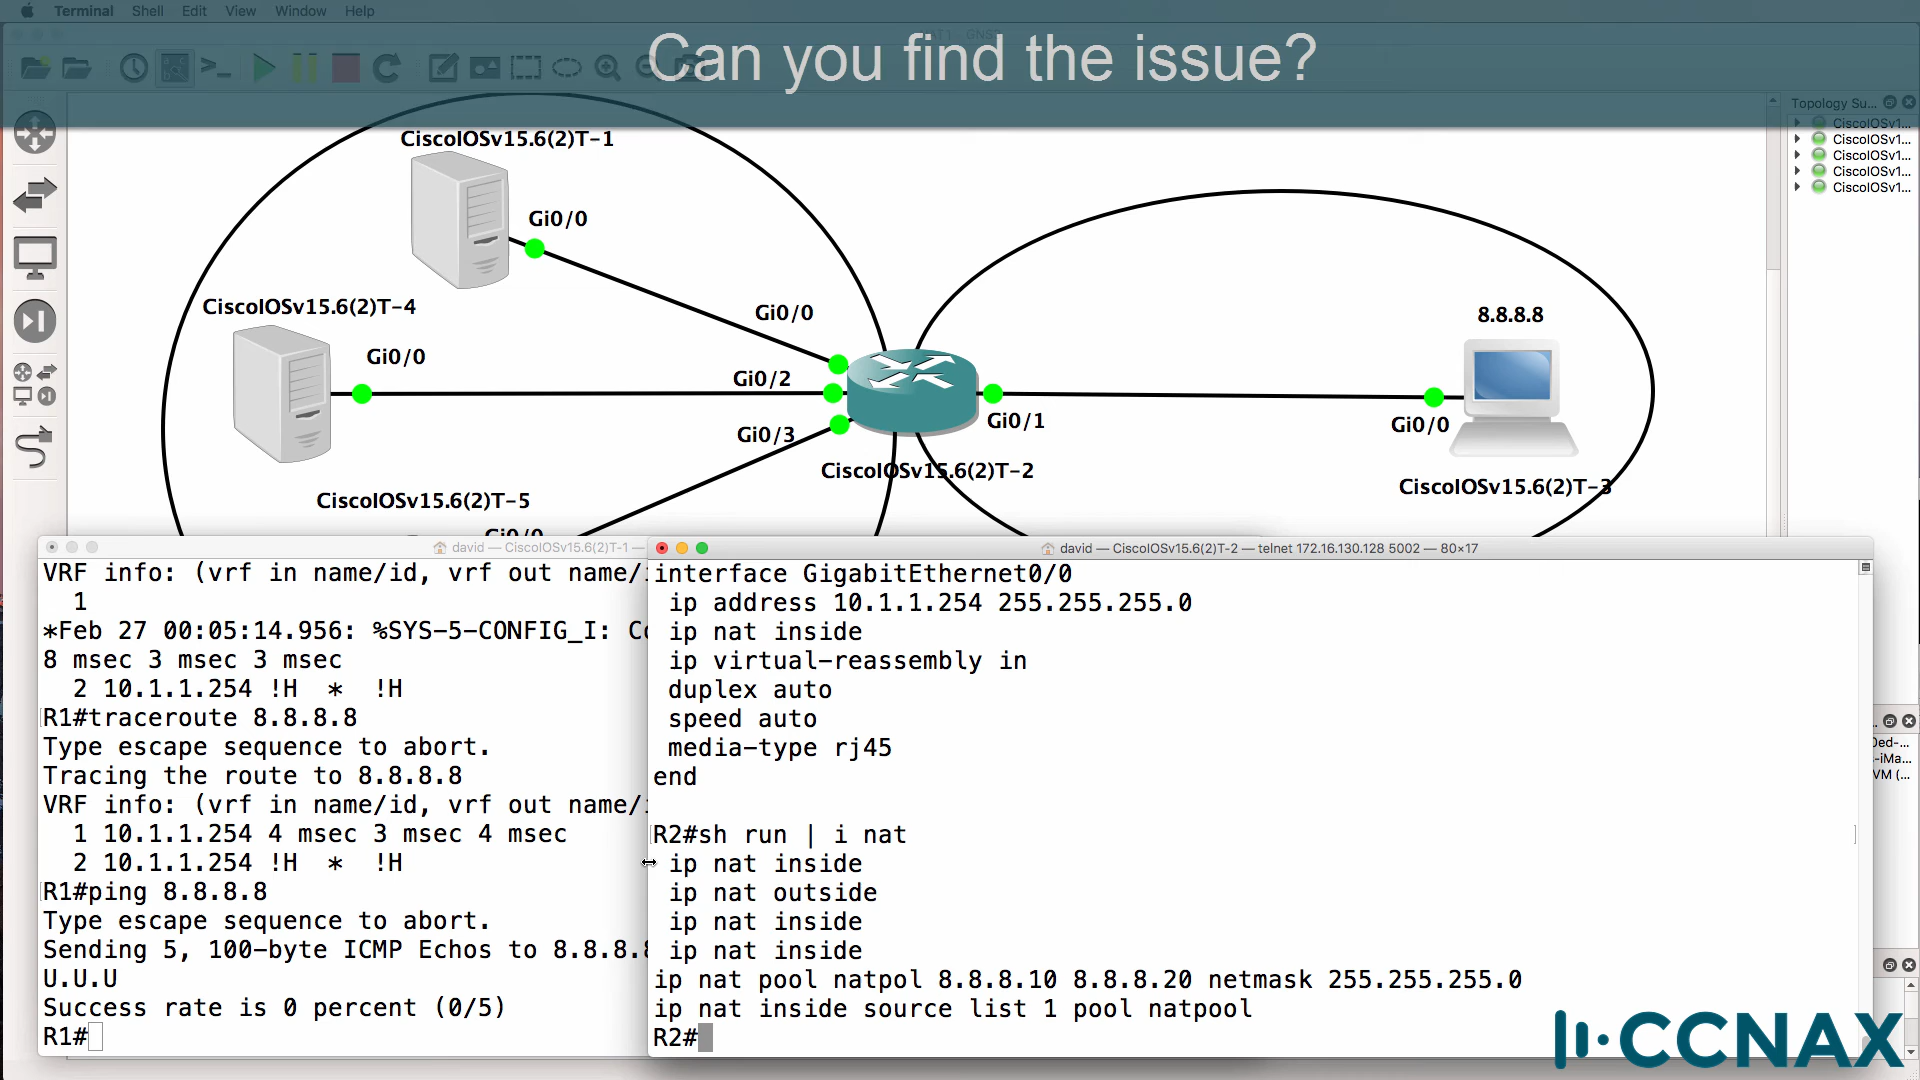 Terminal Shell Edit View Window Help
Can you find the issue?
Topology Su...
CiscoIOSv1...
CiscoIOSv1...
CiscoIOSv1...
CiscoIOSv1...
CiscoIOSv1...
CiscoIOSv15.6(2)T-1
Gi0/0
Gi0/0
CiscoIOSv15.6(2)T-4
Gi0/0
Gi0/2
8.8.8.8
Gi0/3
Gi0/1
Gi0/0
CiscoIOSv15.6(2)T-2
CiscoIOSv15.6(2)T-3
CiscoIOSv15.6(2)T-5
Gi0/0
david — CiscoIOSv15.6(2)T-1 —
VRF info: (vrf in name/id, vrf out name/
1
*Feb 27 00:05:14.956: %SYS-5-CONFIG_I: Co
8 msec 3 msec 3 msec
2 10.1.1.254 !H * !H
R1#traceroute 8.8.8.8
Type escape sequence to abort.
Tracing the route to 8.8.8.8
VRF info: (vrf in name/id, vrf out name/
1 10.1.1.254 4 msec 3 msec 4 msec
2 10.1.1.254 !H * !H
R1#ping 8.8.8.8
Type escape sequence to abort.
Sending 5, 100-byte ICMP Echos to 8.8.8.8
U.U.U
Success rate is 0 percent (0/5)
R1#
david — CiscoIOSv15.6(2)T-2 — telnet 172.16.130.128 5002 — 80×17
interface GigabitEthernet0/0
ip address 10.1.1.254 255.255.255.0
ip nat inside
ip virtual-reassembly in
duplex auto
speed auto
media-type rj45
end
R2#sh run | i nat
ip nat inside
ip nat outside
ip nat inside
ip nat inside
ip nat pool natpol 8.8.8.10 8.8.8.20 netmask 255.255.255.0
ip nat inside source list 1 pool natpool
R2#
CCNAX